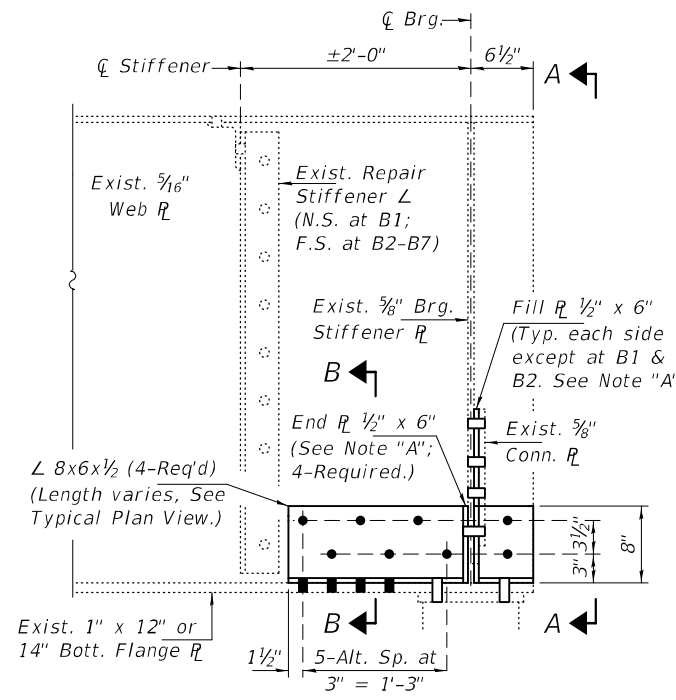 ℄ Brg.
±2'-0"
6½"
℄ Stiffener
A
Exist. 5/16"
Web ℄
Exist. Repair
Stiffener ∠
(N.S. at B1;
F.S. at B2-B7)
Exist. ⅝" Brg.
Stiffener ℄
Fill ℄ ½" x 6"
(Typ. each side
except at B1 &
B2. See Note "A"
B
End ℄ ½" x 6"
(See Note "A";
4-Required.)
Exist. ⅝"
Conn. ℄
∠ 8x6x½ (4-Req'd)
(Length varies, See
Typical Plan View.)
3½"
3"
8"
Exist. 1" x 12" or
14" Bott. Flange ℄
B
A
1½"
5-Alt. Sp. at
3" = 1'-3"